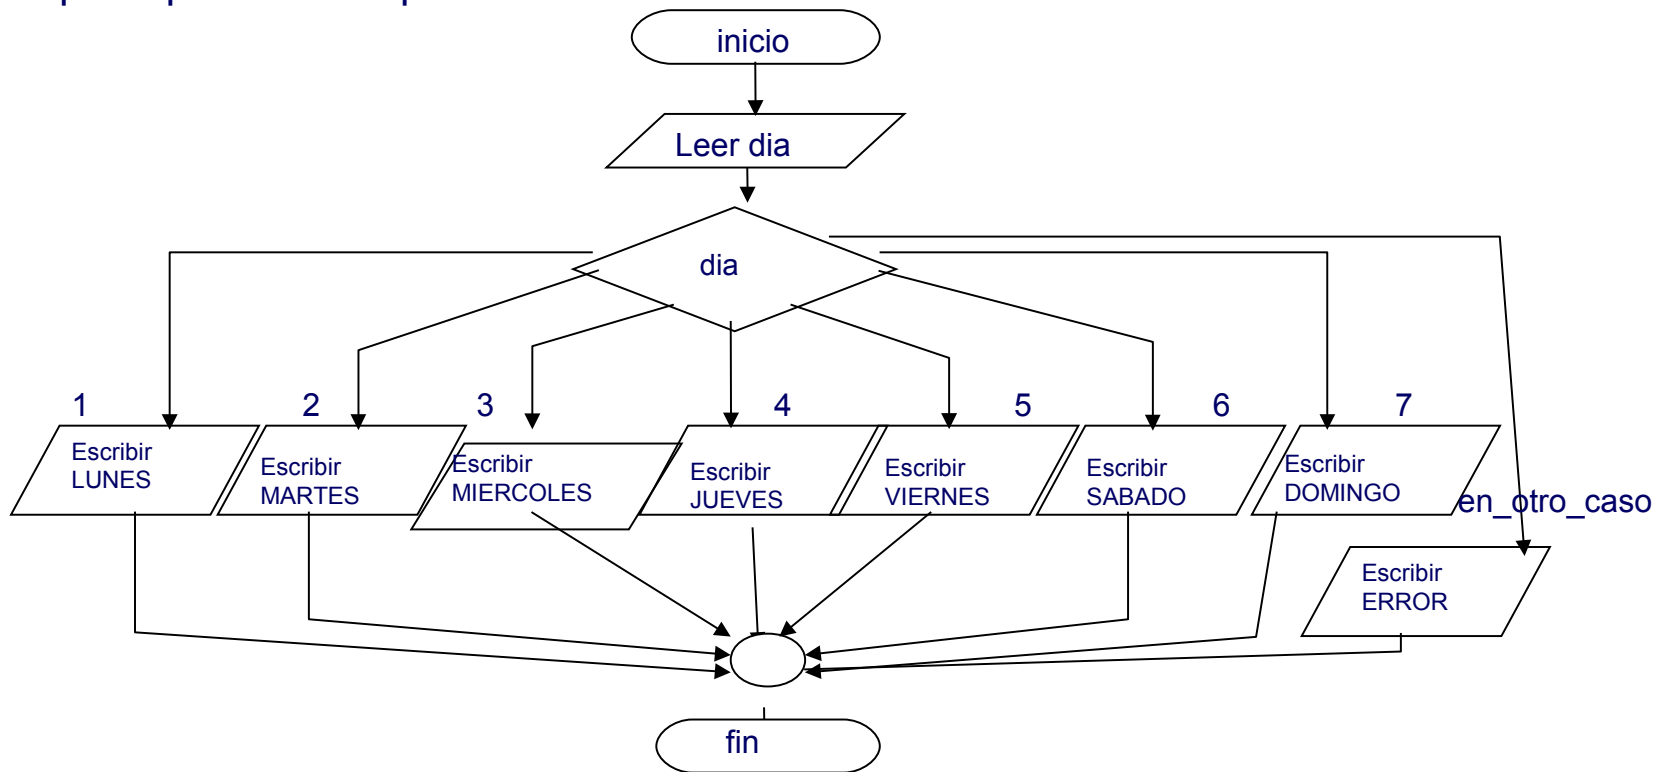 inicio
Leer dia
dia
1
2
3
4
5
6
7
Escribir
LUNES
Escribir
MARTES
Escribir
MIERCOLES
Escribir
JUEVES
Escribir
VIERNES
Escribir
SABADO
Escribir
DOMINGO
en_otro_caso
Escribir
ERROR
fin